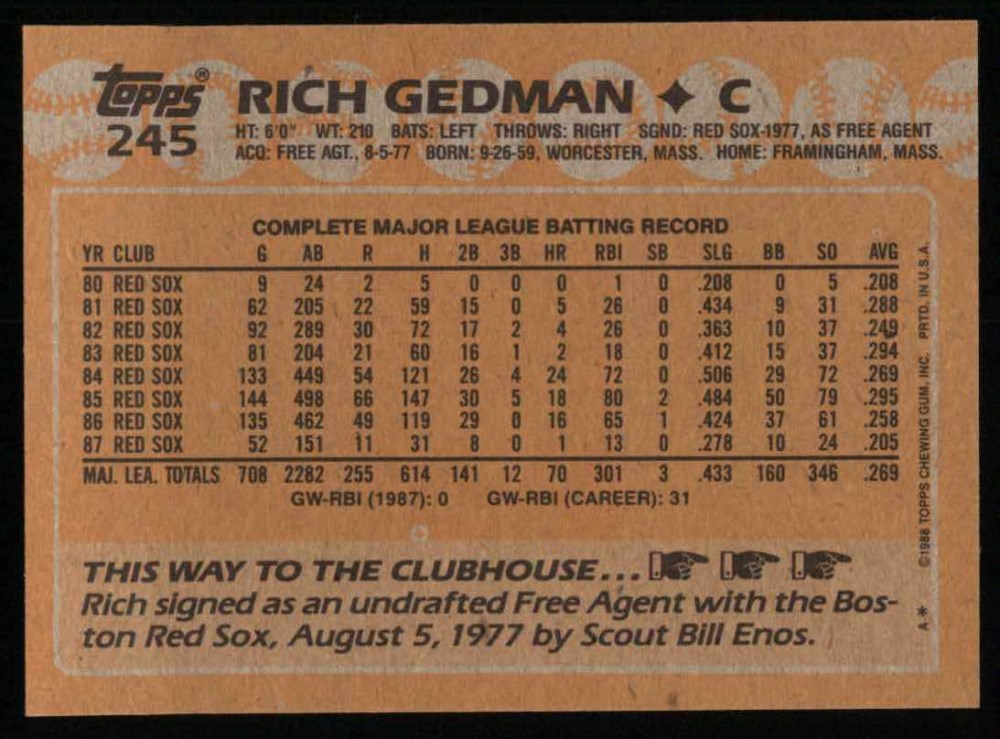 Topps® RICH GEDMAN ✦ C
245
HT: 6'0" WT: 210 BATS: LEFT THROWS: RIGHT SGND: RED SOX-1977, AS FREE AGENT
ACQ: FREE AGT., 8-5-77 BORN: 9-26-59, WORCESTER, MASS. HOME: FRAMINGHAM, MASS.
COMPLETE MAJOR LEAGUE BATTING RECORD
YR CLUB G AB R H 2B 3B HR RBI SB SLG BB SO AVG
80 RED SOX 9 24 2 5 0 0 0 1 0 .208 0 5 .208
81 RED SOX 62 205 22 59 15 0 5 26 0 .434 9 31 .288
82 RED SOX 92 289 30 72 17 2 4 26 0 .363 10 37 .249
83 RED SOX 81 204 21 60 16 1 2 18 0 .412 15 37 .294
84 RED SOX 133 449 54 121 26 4 24 72 0 .506 29 72 .269
85 RED SOX 144 498 66 147 30 5 18 80 2 .484 50 79 .295
86 RED SOX 135 462 49 119 29 0 16 65 1 .424 37 61 .258
87 RED SOX 52 151 11 31 8 0 1 13 0 .278 10 24 .205
MAJ. LEA. TOTALS 708 2282 255 614 141 12 70 301 3 .433 160 346 .269
GW-RBI (1987): 0 GW-RBI (CAREER): 31
THIS WAY TO THE CLUBHOUSE...
Rich signed as an undrafted Free Agent with the Bos-
ton Red Sox, August 5, 1977 by Scout Bill Enos.
A* ©1988 TOPPS CHEWING GUM, INC. PRTD. IN U.S.A.